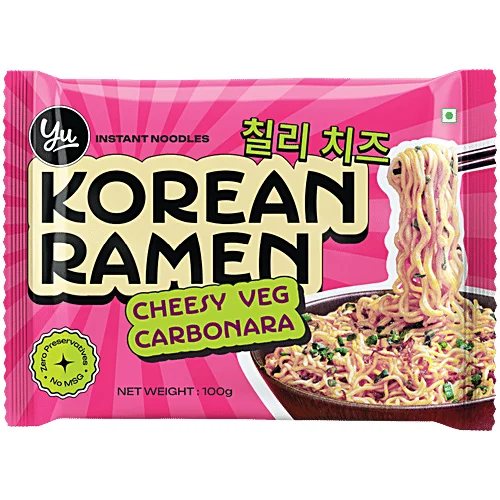 yu
INSTANT NOODLES
칠리 치즈
KOREAN
RAMEN
CHEESY VEG
CARBONARA
Zero Preservatives
No MSG
NET WEIGHT : 100g